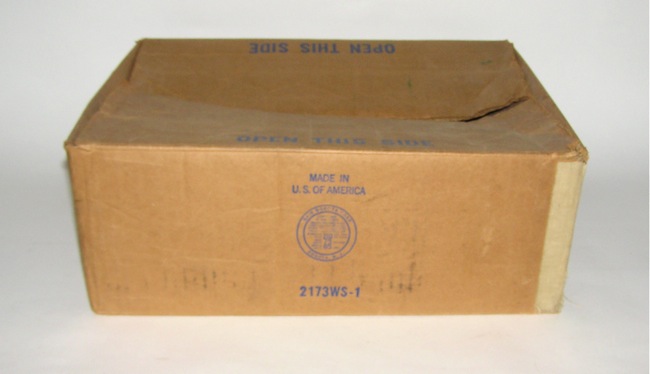 OPEN THIS SIDE
OPEN THIS SIDE
MADE IN
U.S. OF AMERICA
2173WS-1